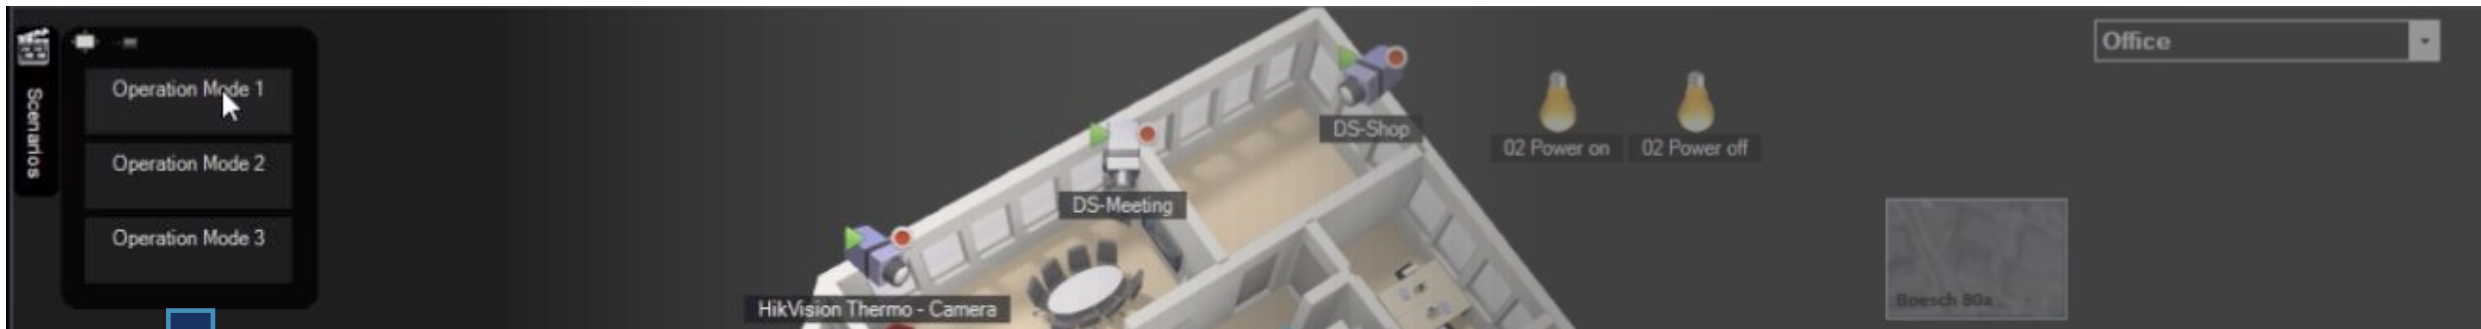 Scenarios
Operation Mode 1
Operation Mode 2
Operation Mode 3
Office
DS-Shop
02 Power on
02 Power off
DS-Meeting
HikVision Thermo - Camera
Boesch 80a